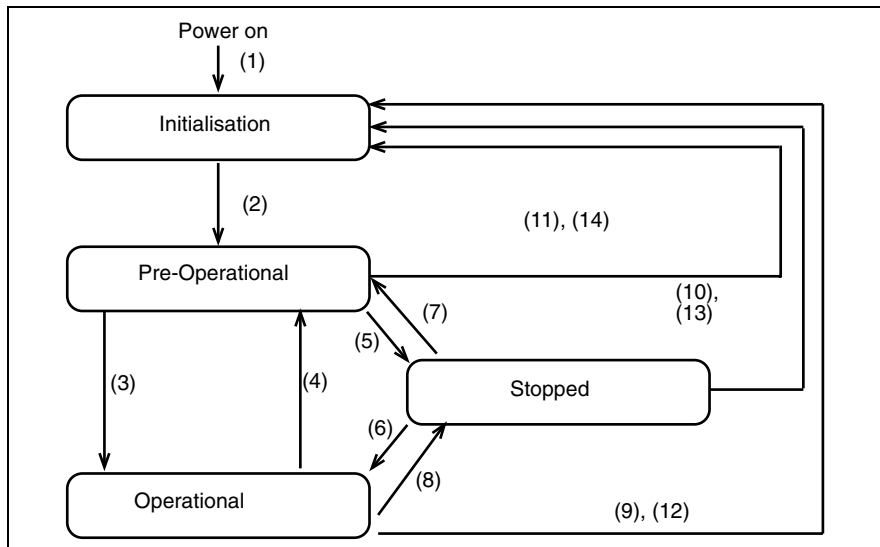 Power on
(1)
Initialisation
(2)
(11), (14)
Pre-Operational
(10),
(13)
(7)
(5)
(3)
(4)
Stopped
(6)
(8)
Operational
(9), (12)